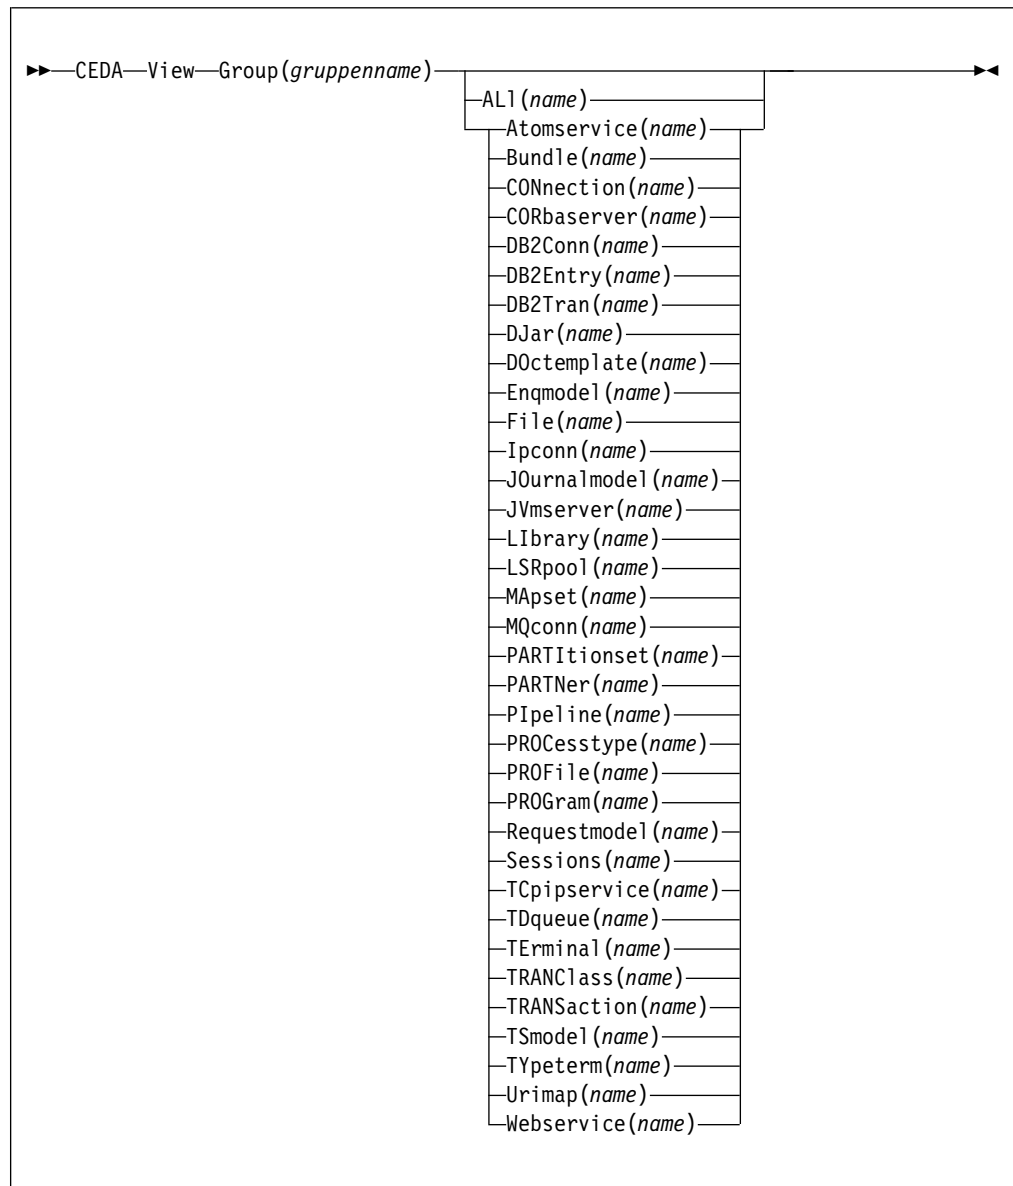 CEDA View Group(gruppenname)
ALl(name)
Atomservice(name)
Bundle(name)
CONnection(name)
CORbaserver(name)
DB2Conn(name)
DB2Entry(name)
DB2Tran(name)
DJar(name)
DOctemplate(name)
Enqmodel(name)
File(name)
Ipconn(name)
JOurnalmodel(name)
JVmserver(name)
LIbrary(name)
LSRpool(name)
MApset(name)
MQconn(name)
PARTItionset(name)
PARTNer(name)
PIpeline(name)
PROCesstype(name)
PROFile(name)
PROGram(name)
Requestmodel(name)
Sessions(name)
TCpipservice(name)
TDqueue(name)
TErminal(name)
TRANClass(name)
TRANSaction(name)
TSmodel(name)
TYpeterm(name)
Urimap(name)
Webservice(name)